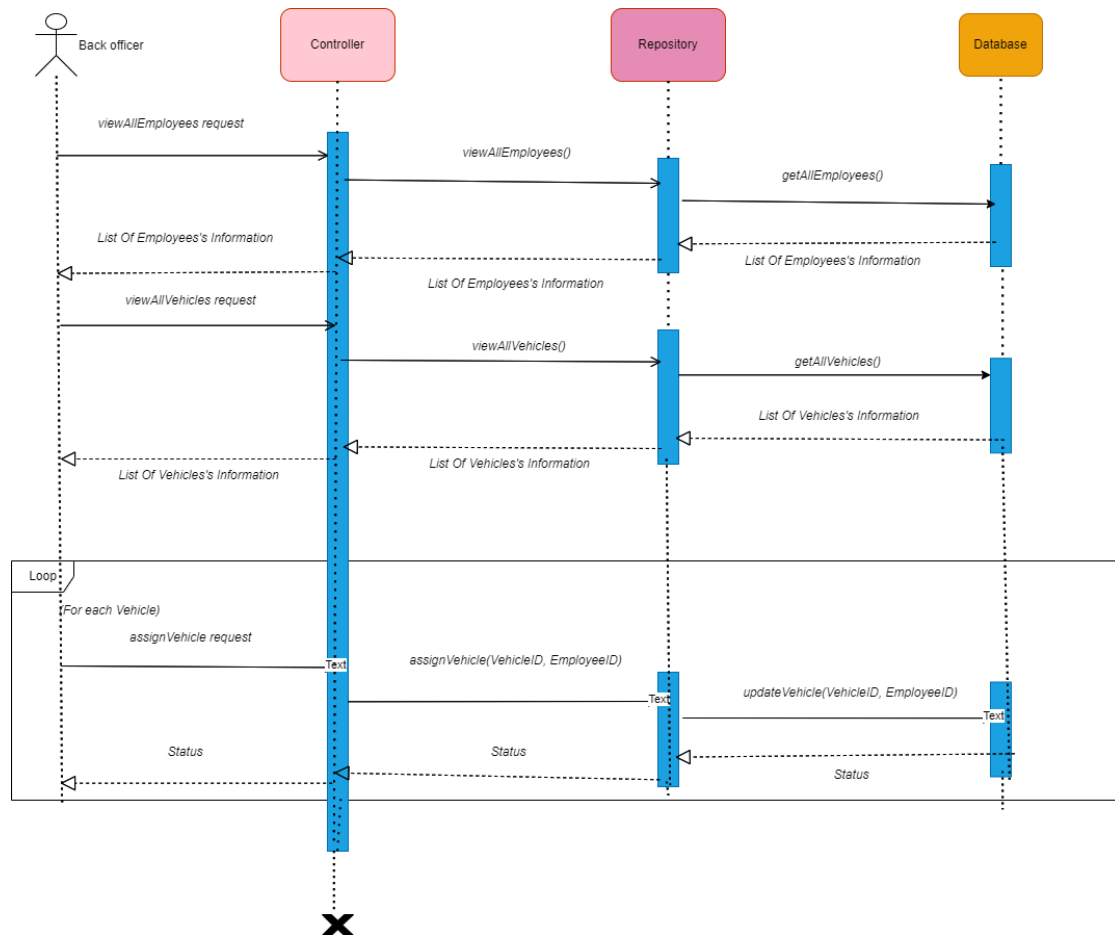 Back officer
Controller
Repository
Database
viewAllEmployees request
viewAllEmployees()
getAllEmployees()
List Of Employees's Information
List Of Employees's Information
List Of Employees's Information
viewAllVehicles request
viewAllVehicles()
getAllVehicles()
List Of Vehicles's Information
List Of Vehicles's Information
List Of Vehicles's Information
Loop
(For each Vehicle)
assignVehicle request
Text
assignVehicle(VehicleID, EmployeeID)
Text
updateVehicle(VehicleID, EmployeeID)
Text
Status
Status
Status